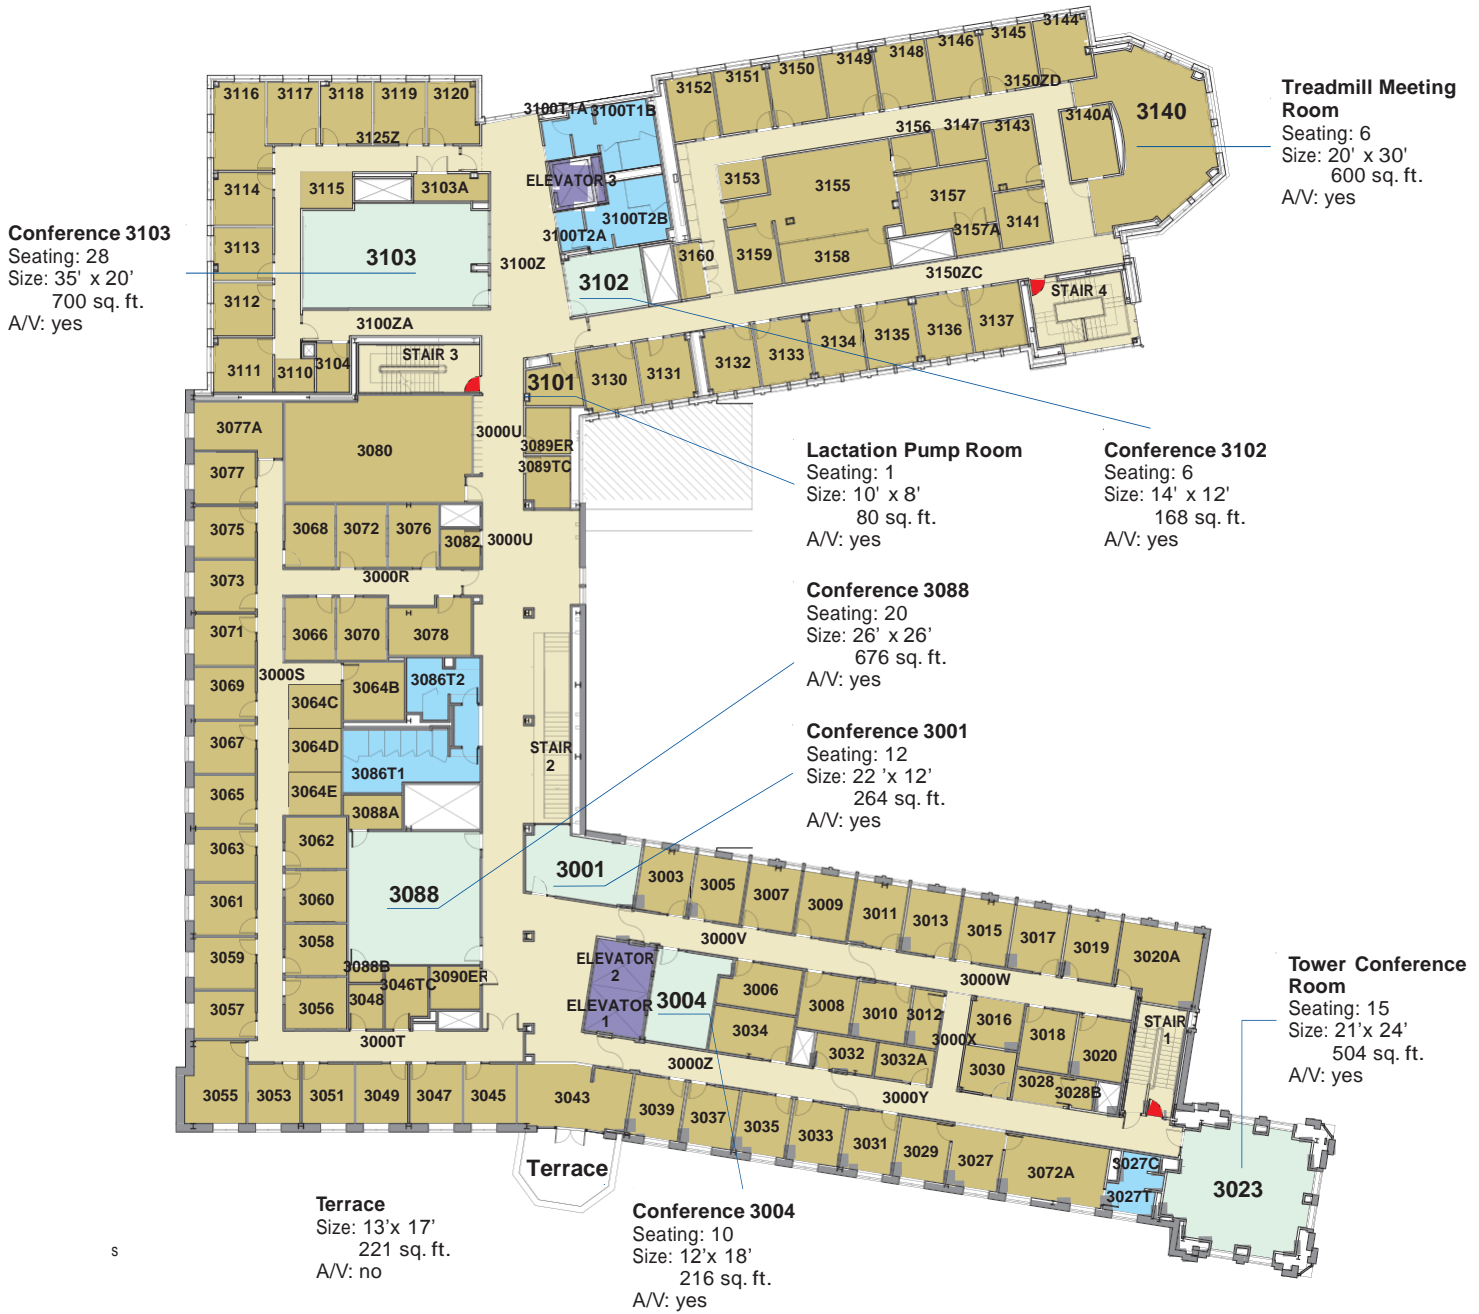 3144
3145
3146
3148
3149
3150
3151
3152
3150ZD
3116
3117
3118
3119
3120
3125Z
3100T1A
3100T1B
3156
3147
3143
3140A
3140
Treadmill Meeting
Room
Seating: 6
Size: 20' x 30'
600 sq. ft.
A/V: yes
3114
3115
3103A
ELEVATOR 3
3153
3155
3157
3100T2B
3100T2A
3157A
3141
Conference 3103
Seating: 28
Size: 35' x 20'
700 sq. ft.
A/V: yes
3113
3103
3100Z
3102
3160
3159
3158
3150ZC
STAIR 4
3112
3100ZA
3137
3136
3135
3134
3133
3132
3131
3130
3101
3111
3110
3104
STAIR 3
3077A
3080
3000U
3089ER
3089TC
Lactation Pump Room
Seating: 1
Size: 10' x 8'
80 sq. ft.
A/V: yes
Conference 3102
Seating: 6
Size: 14' x 12'
168 sq. ft.
A/V: yes
3077
3075
3068
3072
3076
3082
3000U
3073
3000R
Conference 3088
Seating: 20
Size: 26' x 26'
676 sq. ft.
A/V: yes
3071
3066
3070
3078
3000S
3069
3064B
3086T2
3064C
3067
3064D
3086T1
STAIR
2
Conference 3001
Seating: 12
Size: 22 'x 12'
264 sq. ft.
A/V: yes
3065
3064E
3088A
3063
3062
3061
3060
3088
3001
3003
3005
3007
3009
3011
3013
3015
3017
3019
3020A
3059
3058
3088B
3000V
3000W
3057
3056
3048
3046TC
3090ER
ELEVATOR
2
ELEVATOR
1
3004
3006
3008
3010
3012
3034
3032
3032A
3000X
3016
3018
3020
3030
3028
3028B
STAIR
1
Tower Conference
Room
Seating: 15
Size: 21'x 24'
504 sq. ft.
A/V: yes
3000T
3000Z
3000Y
3055
3053
3051
3049
3047
3045
3043
3039
3037
3035
3033
3031
3029
3027
3072A
3027C
3027T
3023
Terrace
Terrace
Size: 13'x 17'
221 sq. ft.
A/V: no
Conference 3004
Seating: 10
Size: 12'x 18'
216 sq. ft.
A/V: yes
s